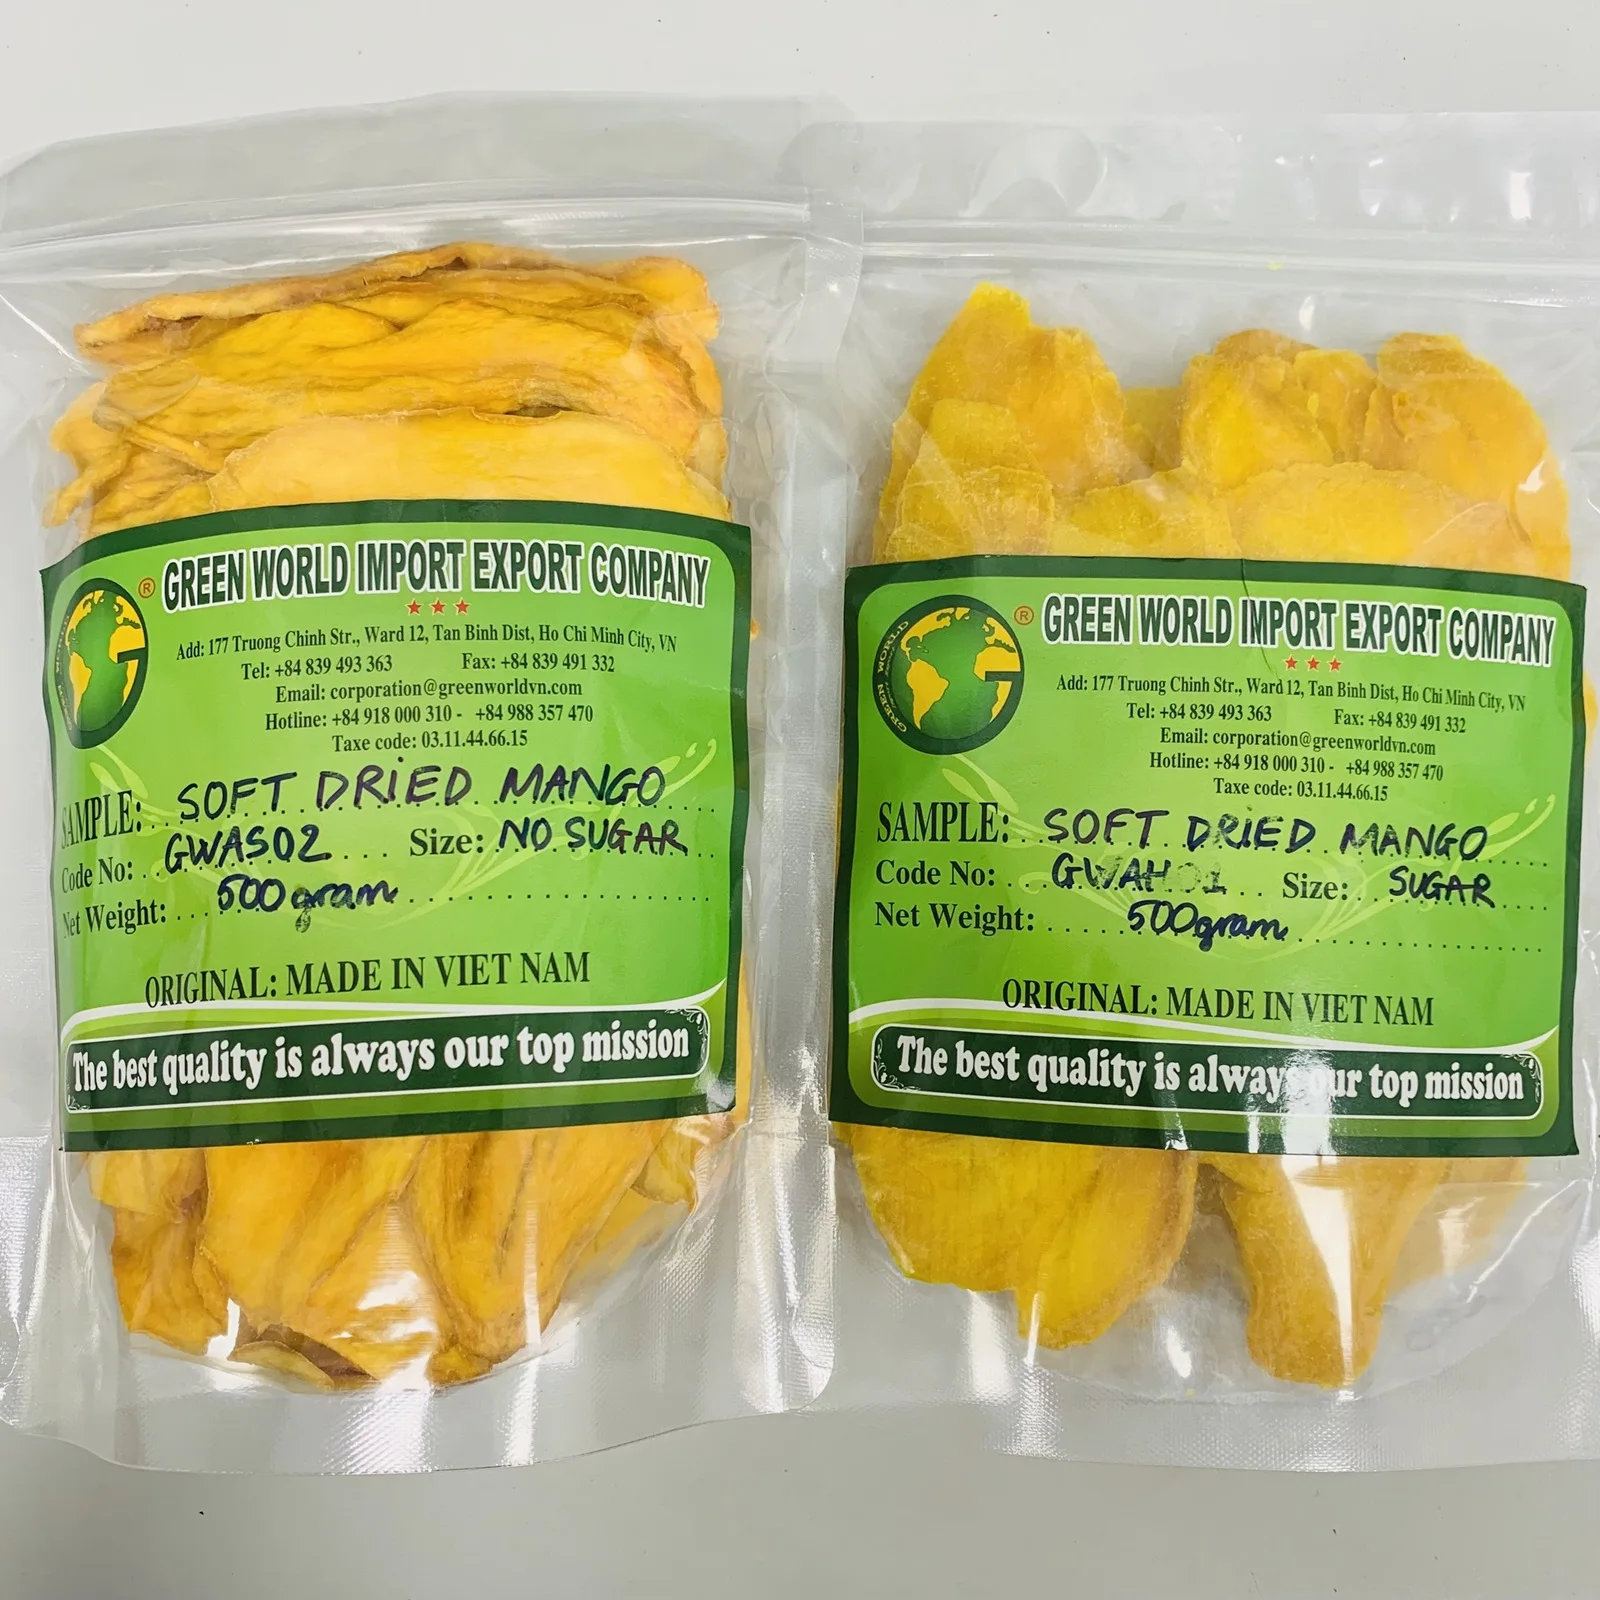 ® GREEN WORLD IMPORT EXPORT COMPANY
Add: 177 Truong Chinh Str., Ward 12, Tan Binh Dist, Ho Chi Minh City, VN
Tel: +84 839 493 363 Fax: +84 839 491 332
Email: corporation@greenworldvn.com
Hotline: +84 918 000 310 - +84 988 357 470
Taxe code: 03.11.44.66.15
SAMPLE: SOFT DRIED MANGO
Code No: GWAS02 Size: NO SUGAR
Net Weight: 500gram
ORIGINAL: MADE IN VIET NAM
The best quality is always our top mission
GREEN WORLD
® GREEN WORLD IMPORT EXPORT COMPANY
Add: 177 Truong Chinh Str., Ward 12, Tan Binh Dist, Ho Chi Minh City, VN
Tel: +84 839 493 363 Fax: +84 839 491 332
Email: corporation@greenworldvn.com
Hotline: +84 918 000 310 - +84 988 357 470
Taxe code: 03.11.44.66.15
SAMPLE: SOFT DRIED MANGO
Code No: GWAH01 Size: SUGAR
Net Weight: 500gram
ORIGINAL: MADE IN VIET NAM
The best quality is always our top mission